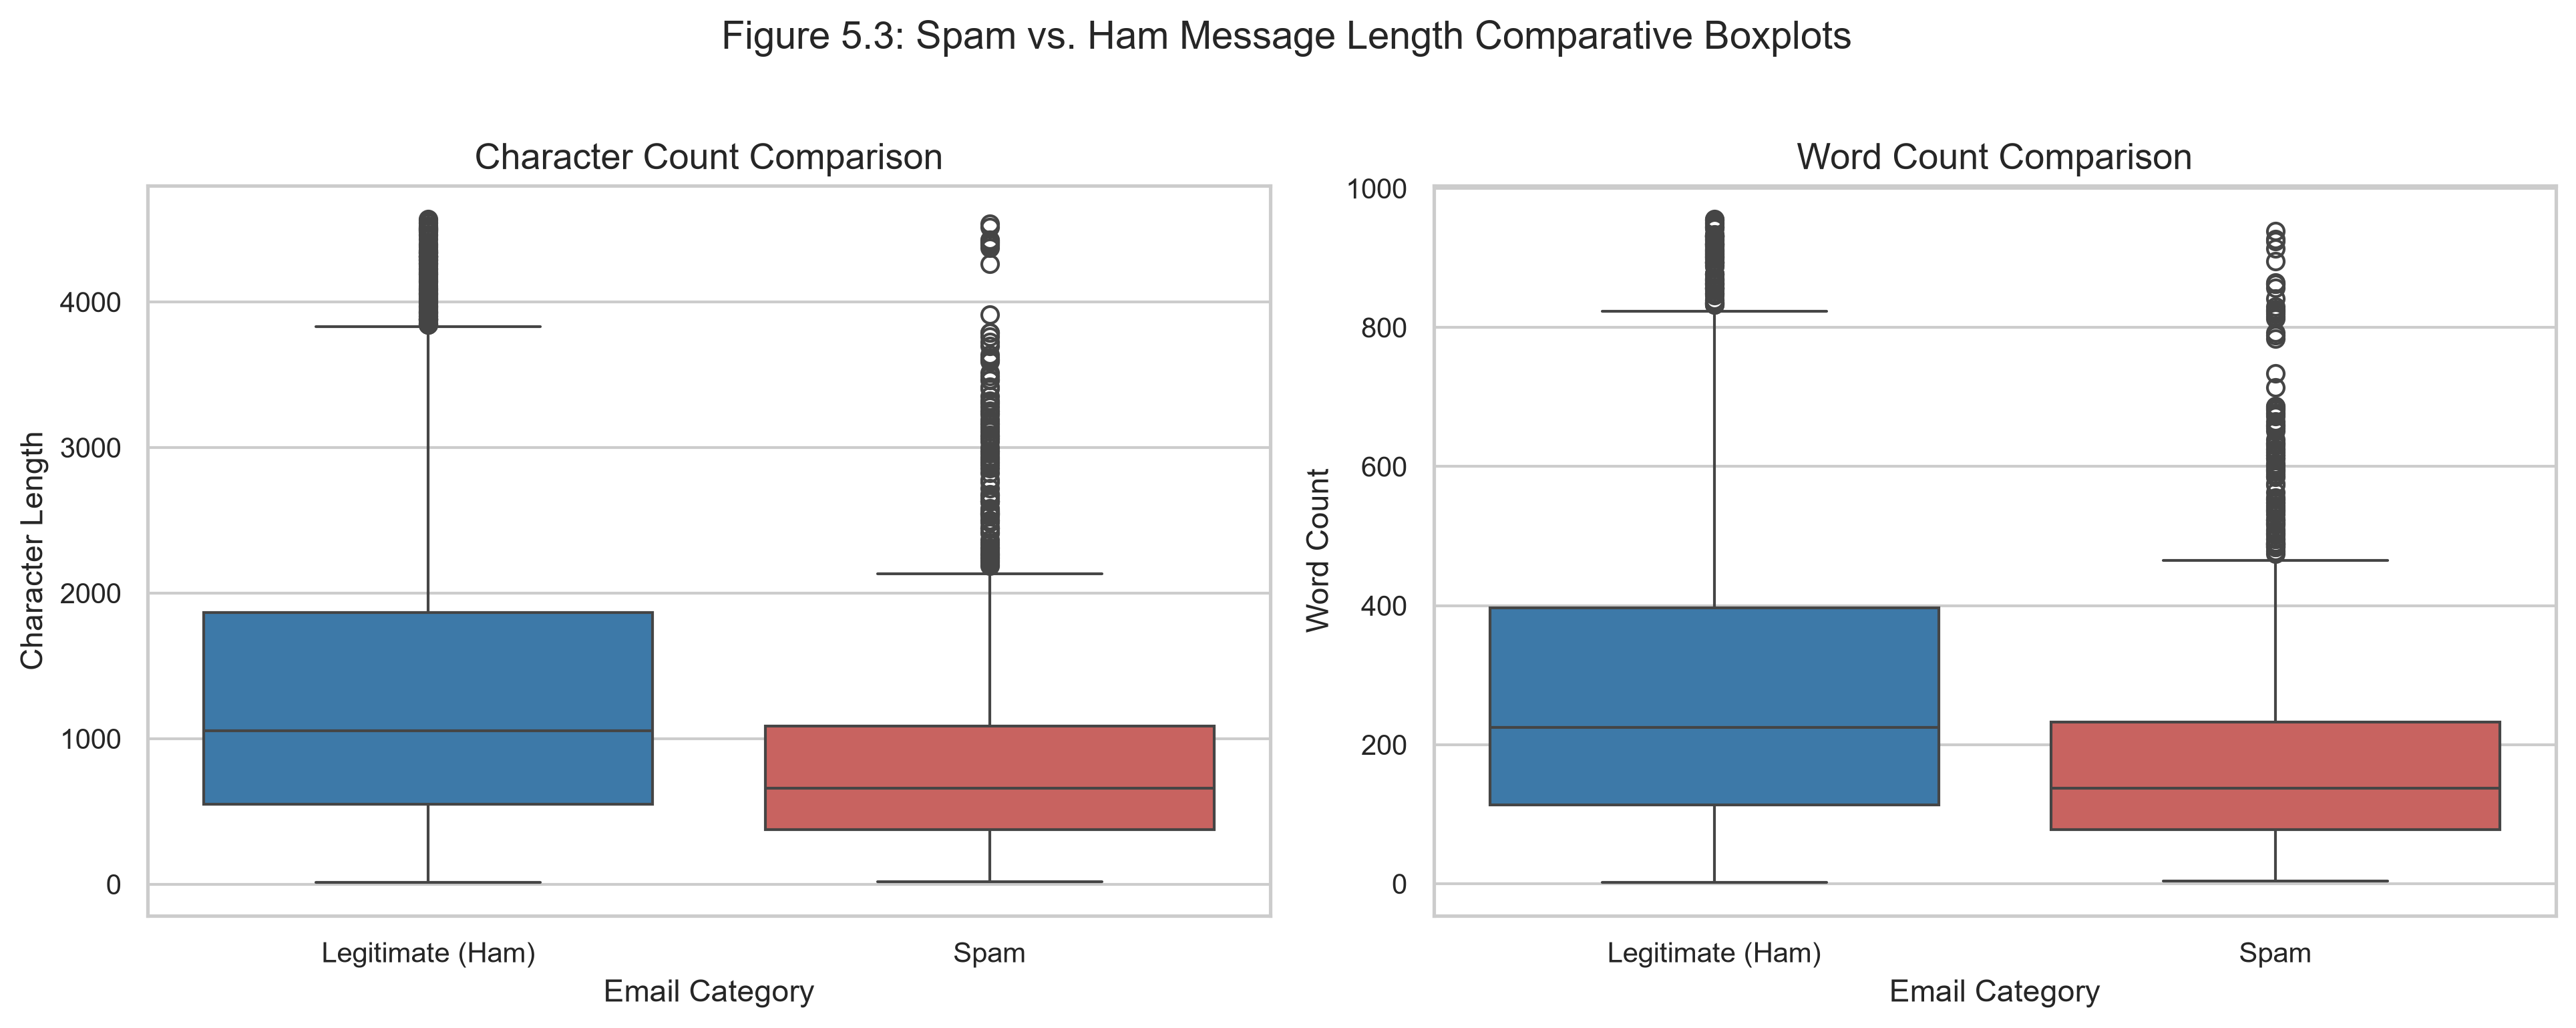 Figure 5.3: Spam vs. Ham Message Length Comparative Boxplots
Character Count Comparison
Character Length
4000
3000
2000
1000
0
Legitimate (Ham)
Spam
Email Category
Word Count Comparison
Word Count
1000
800
600
400
200
0
Legitimate (Ham)
Spam
Email Category